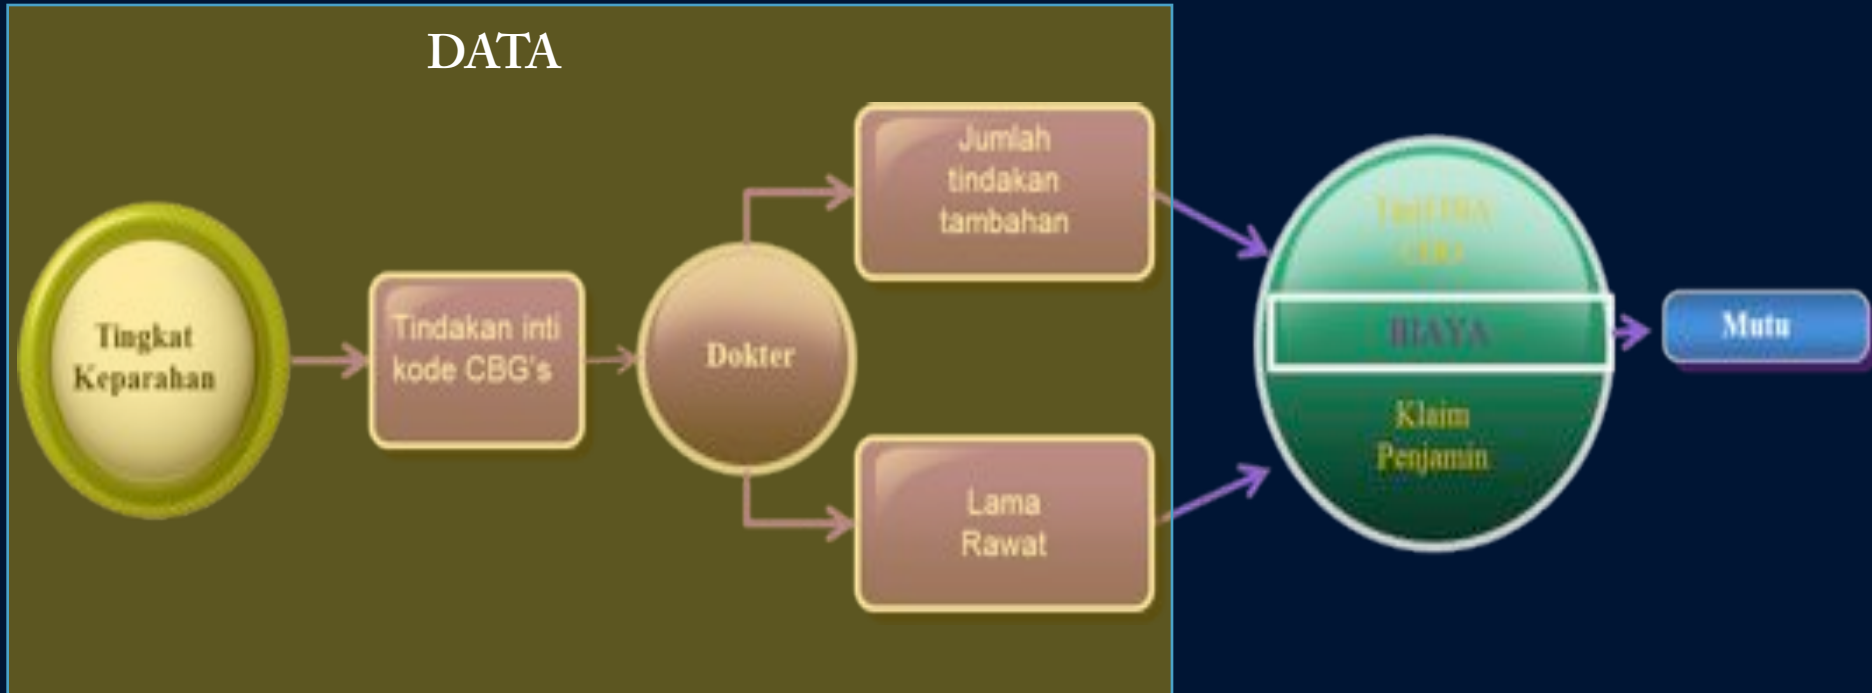 DATA
Tingkat
Keparahan
Tindakan inti
kode CBG's
Dokter
Jumlah
tindakan
tambahan
Lama
Rawat
BIAYA
Klaim
Penjamin
Mutu